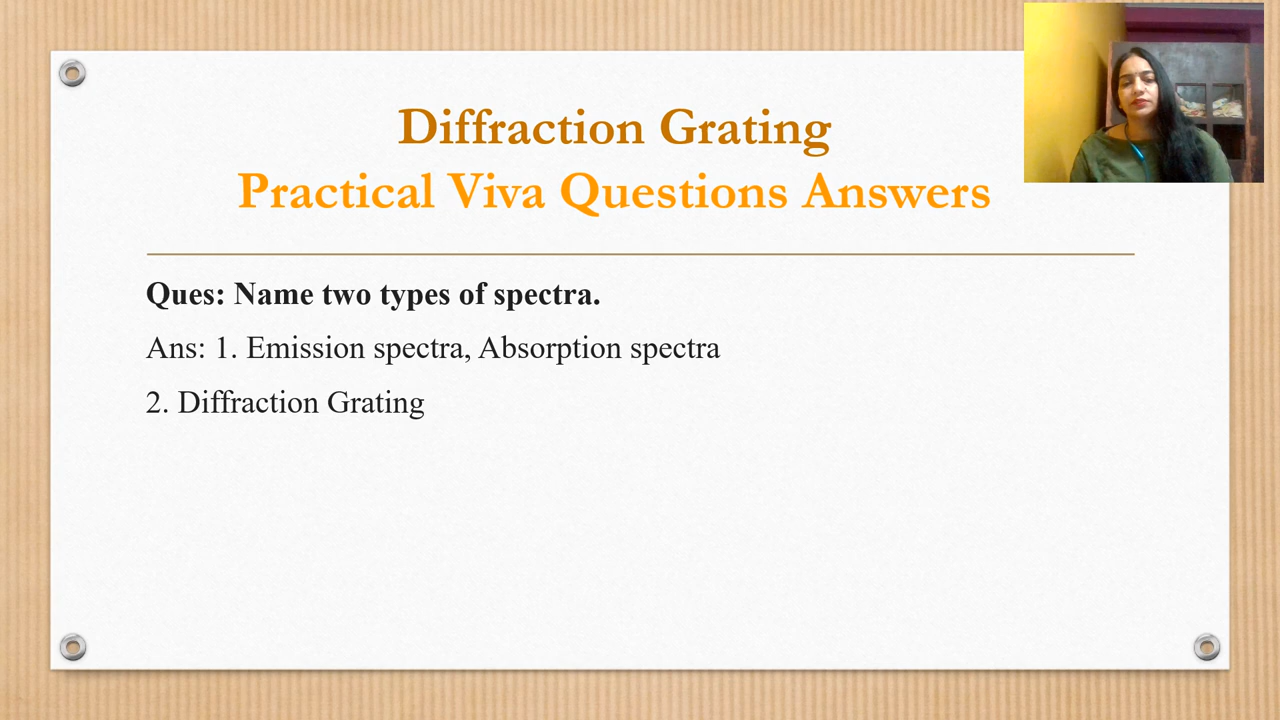 Diffraction Grating
Practical Viva Questions Answers
Ques: Name two types of spectra.
Ans: 1. Emission spectra, Absorption spectra
2. Diffraction Grating